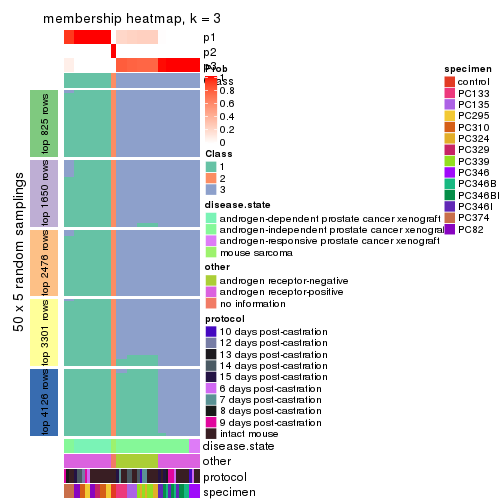 membership heatmap, k = 3
p1
p2
p3
Prob
1
0.8
0.6
0.4
0.2
0
Class
Class
1
2
3
50 x 5 random samplings
top 825 rows
top 1650 rows
top 2476 rows
top 3301 rows
top 4126 rows
disease.state
androgen-dependent prostate cancer xenograft
androgen-independent prostate cancer xenograft
androgen-responsive prostate cancer xenograft
mouse sarcoma
other
androgen receptor-negative
androgen receptor-positive
no information
protocol
10 days post-castration
12 days post-castration
13 days post-castration
14 days post-castration
15 days post-castration
6 days post-castration
7 days post-castration
8 days post-castration
9 days post-castration
intact mouse
disease.state
other
protocol
specimen
specimen
control
PC133
PC135
PC295
PC310
PC324
PC329
PC339
PC346
PC346B
PC346BI
PC346I
PC374
PC82